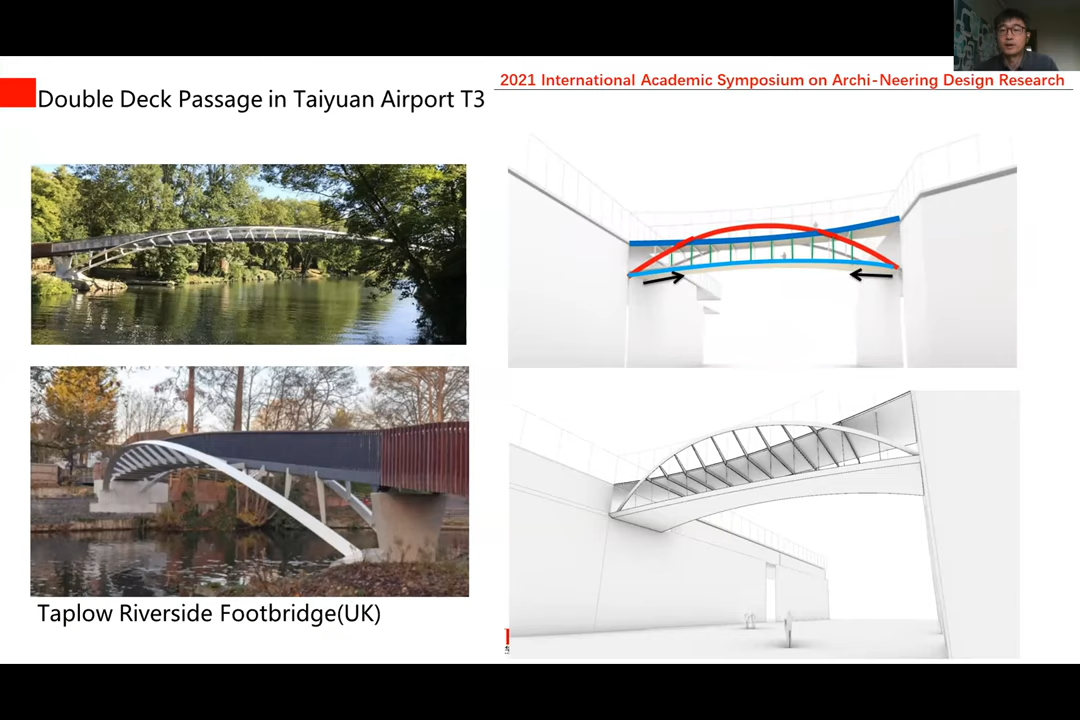 2021 International Academic Symposium on Archi-Neering Design Research
Double Deck Passage in Taiyuan Airport T3
Taplow Riverside Footbridge(UK)